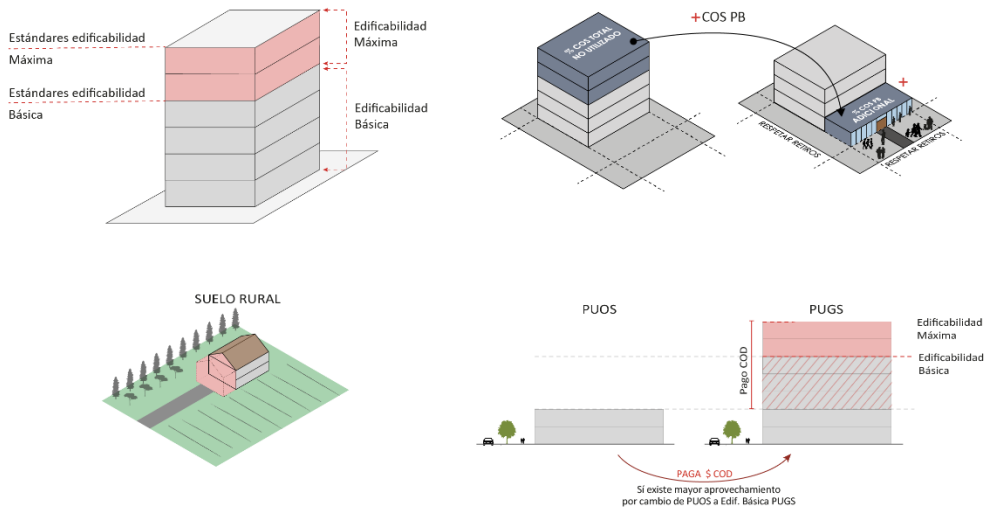 Estándares edificabilidad
Máxima
Estándares edificabilidad
Básica
Edificabilidad
Máxima
Edificabilidad
Básica
+COS PB
% COS TOTAL
NO UTILIZADO
+
% COS PB
ADICIONAL
RESPETAR RETIROS
RESPETAR RETIROS
SUELO RURAL
PUOS
PUGS
Pago COD
Edificabilidad
Máxima
Edificabilidad
Básica
PAGA $ COD
Sí existe mayor aprovechamiento
por cambio de PUOS a Edif. Básica PUGS